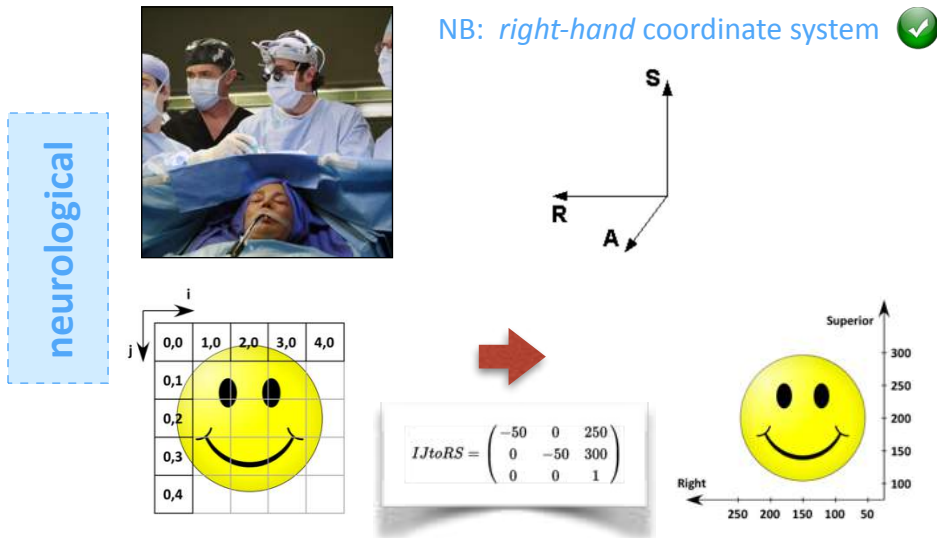 NB: right-hand coordinate system
neurological
S
R
A
i
j
0,0 1,0 2,0 3,0 4,0
0,1
0,2
0,3
0,4
IJtoRS = ( -50 0 250
0 -50 300
0 0 1 )
Superior
300
250
200
150
100
Right
250 200 150 100 50